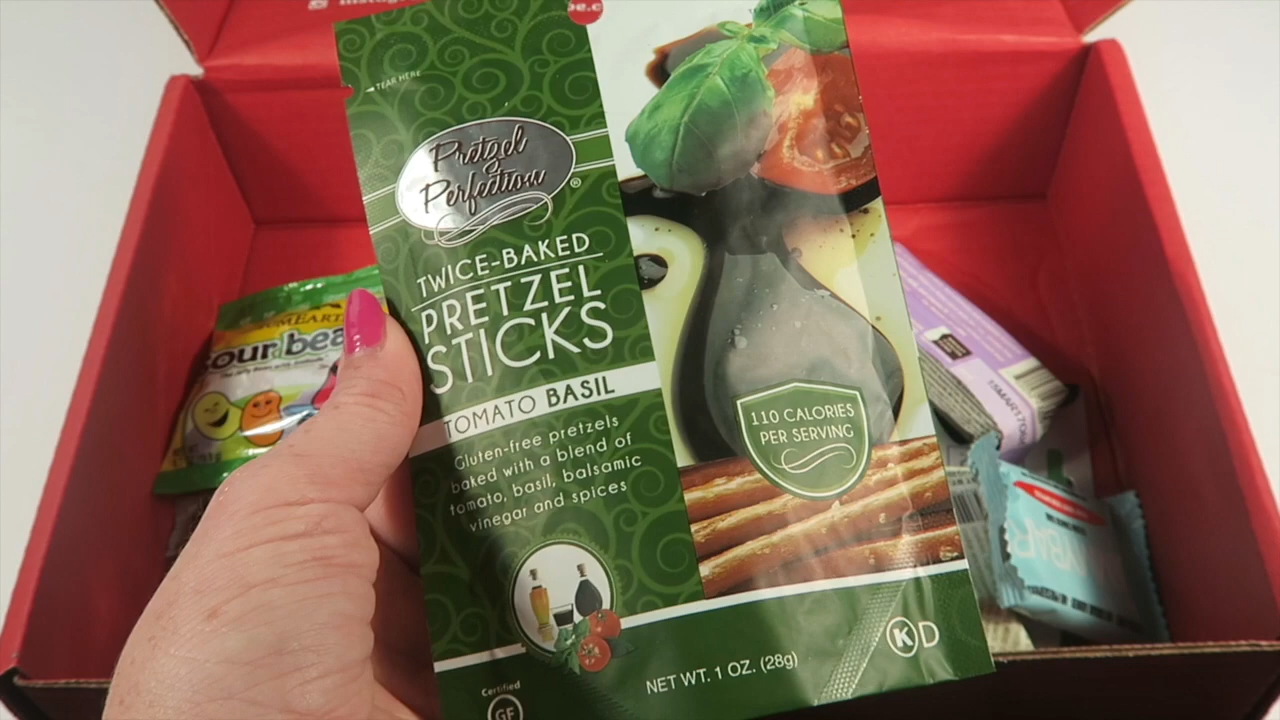 TEAR HERE
Pretzel
Perfection
®
TWICE-BAKED
PRETZEL
STICKS
TOMATO BASIL
Gluten-free pretzels
baked with a blend of
tomato, basil, balsamic
vinegar and spices
110 CALORIES
PER SERVING
K D
NET WT. 1 OZ. (28g)
Certified
GF
our bea